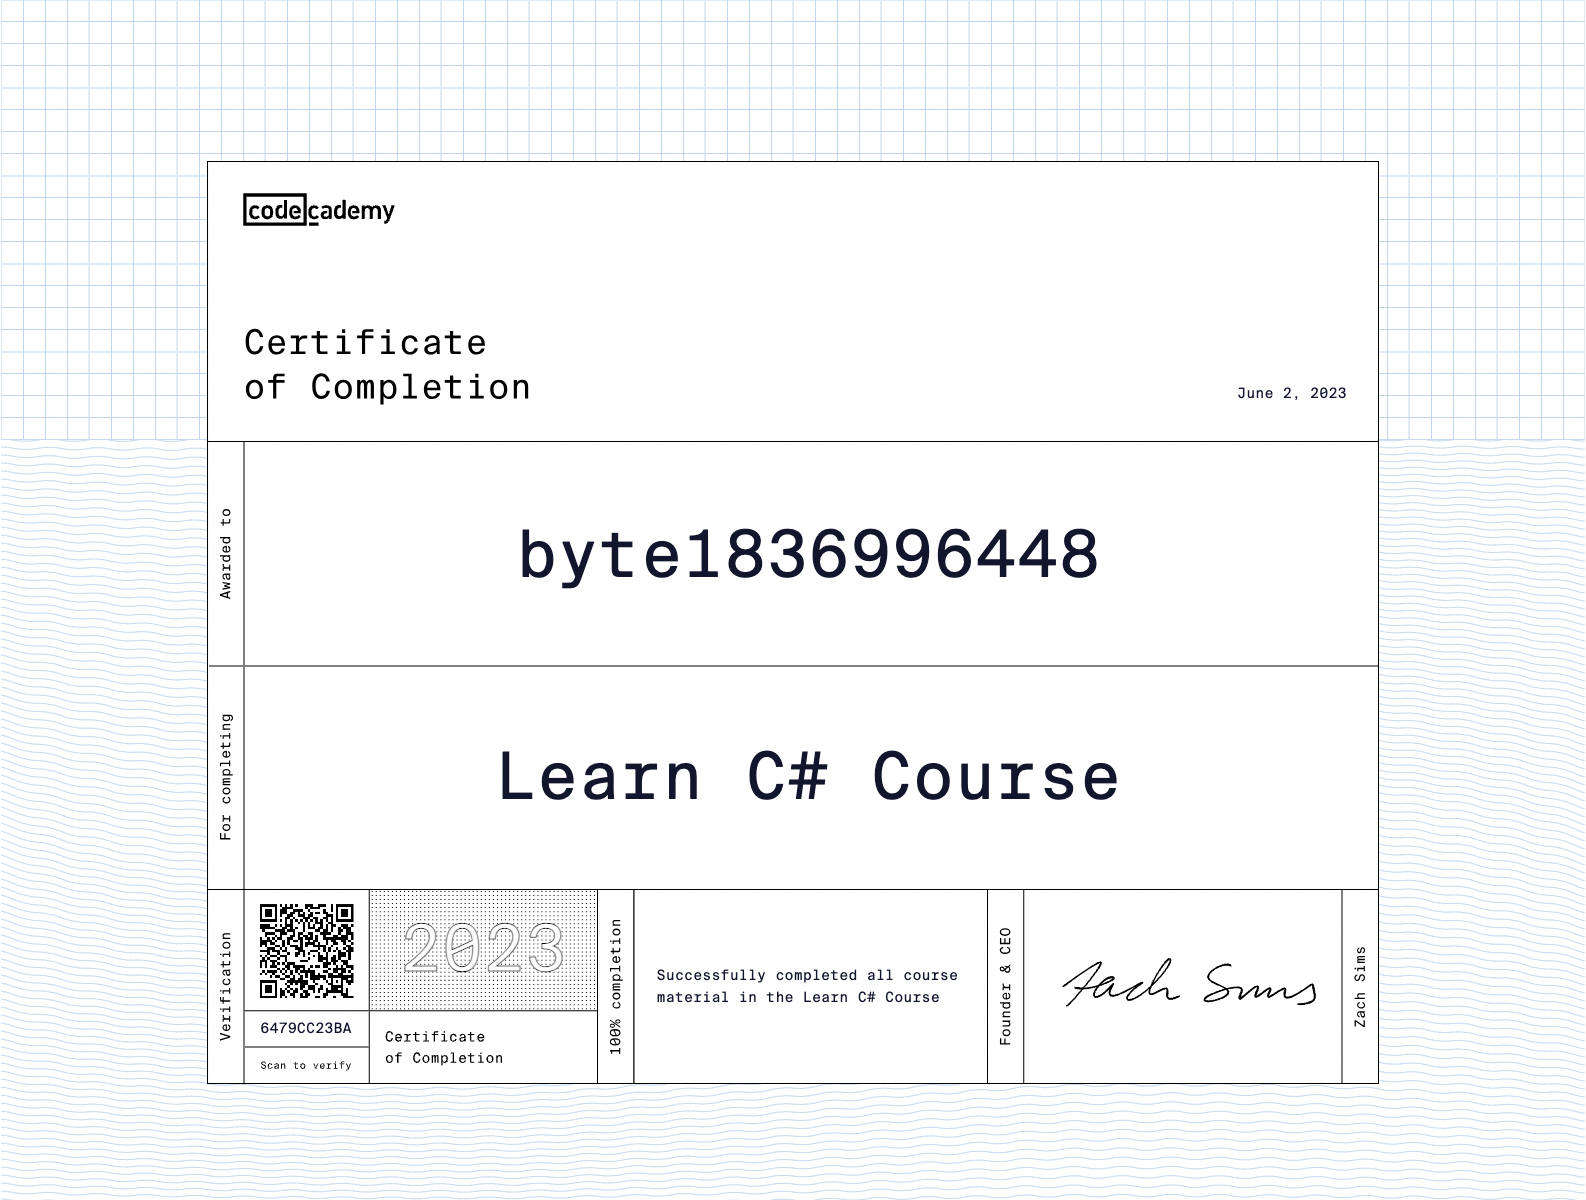 codecademy
Certificate
of Completion
June 2, 2023
Awarded to
byte1836996448
For completing
Learn C# Course
Verification
6479CC23BA
Scan to verify
2023
Certificate
of Completion
100% completion
Successfully completed all course
material in the Learn C# Course
Founder & CEO
Zach Sims
Zach Sims